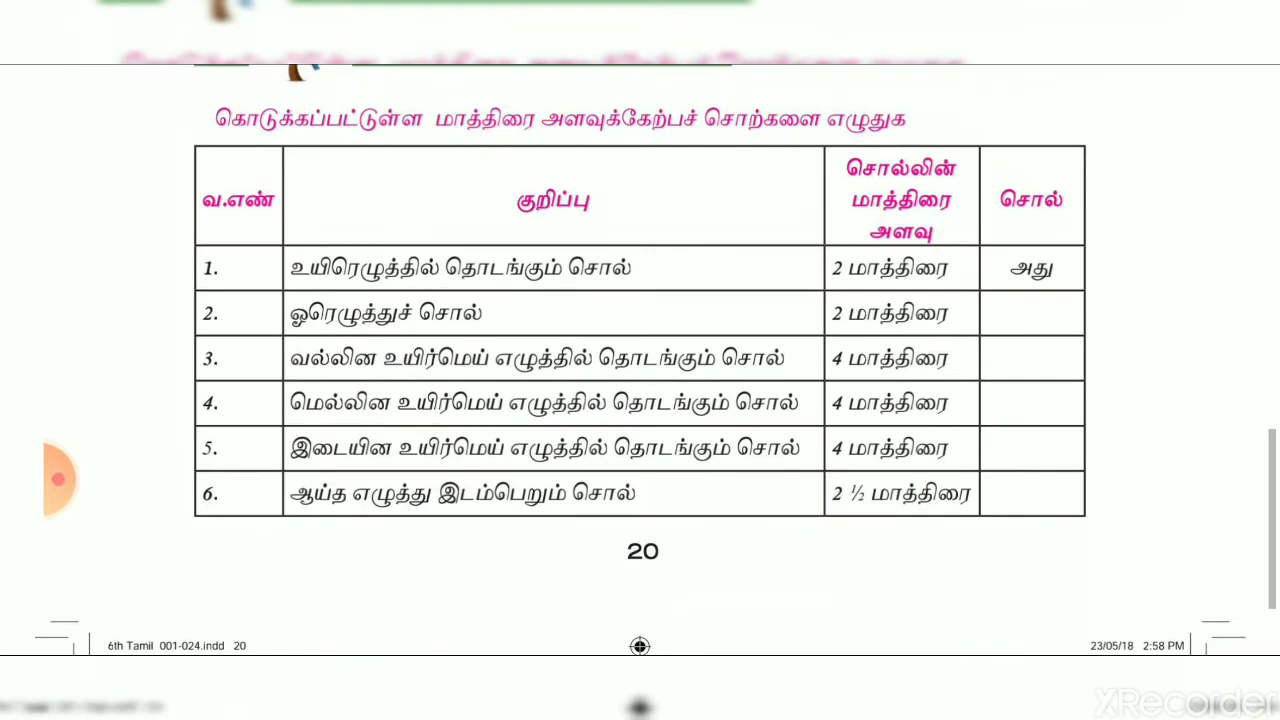 கொடுக்கப்பட்டுள்ள மாத்திரை அளவுக்கேற்பச் சொற்களை எழுதுக
வ.எண் குறிப்பு சொல்லின் மாத்திரை அளவு சொல்
1. உயிரெழுத்தில் தொடங்கும் சொல் 2 மாத்திரை அது
2. ஓரெழுத்துச் சொல் 2 மாத்திரை
3. வல்லின உயிர்மெய் எழுத்தில் தொடங்கும் சொல் 4 மாத்திரை
4. மெல்லின உயிர்மெய் எழுத்தில் தொடங்கும் சொல் 4 மாத்திரை
5. இடையின உயிர்மெய் எழுத்தில் தொடங்கும் சொல் 4 மாத்திரை
6. ஆய்த எழுத்து இடம்பெறும் சொல் 2 ½ மாத்திரை
20
6th Tamil 001-024.indd 20 23/05/18 2:58 PM
XRecorder